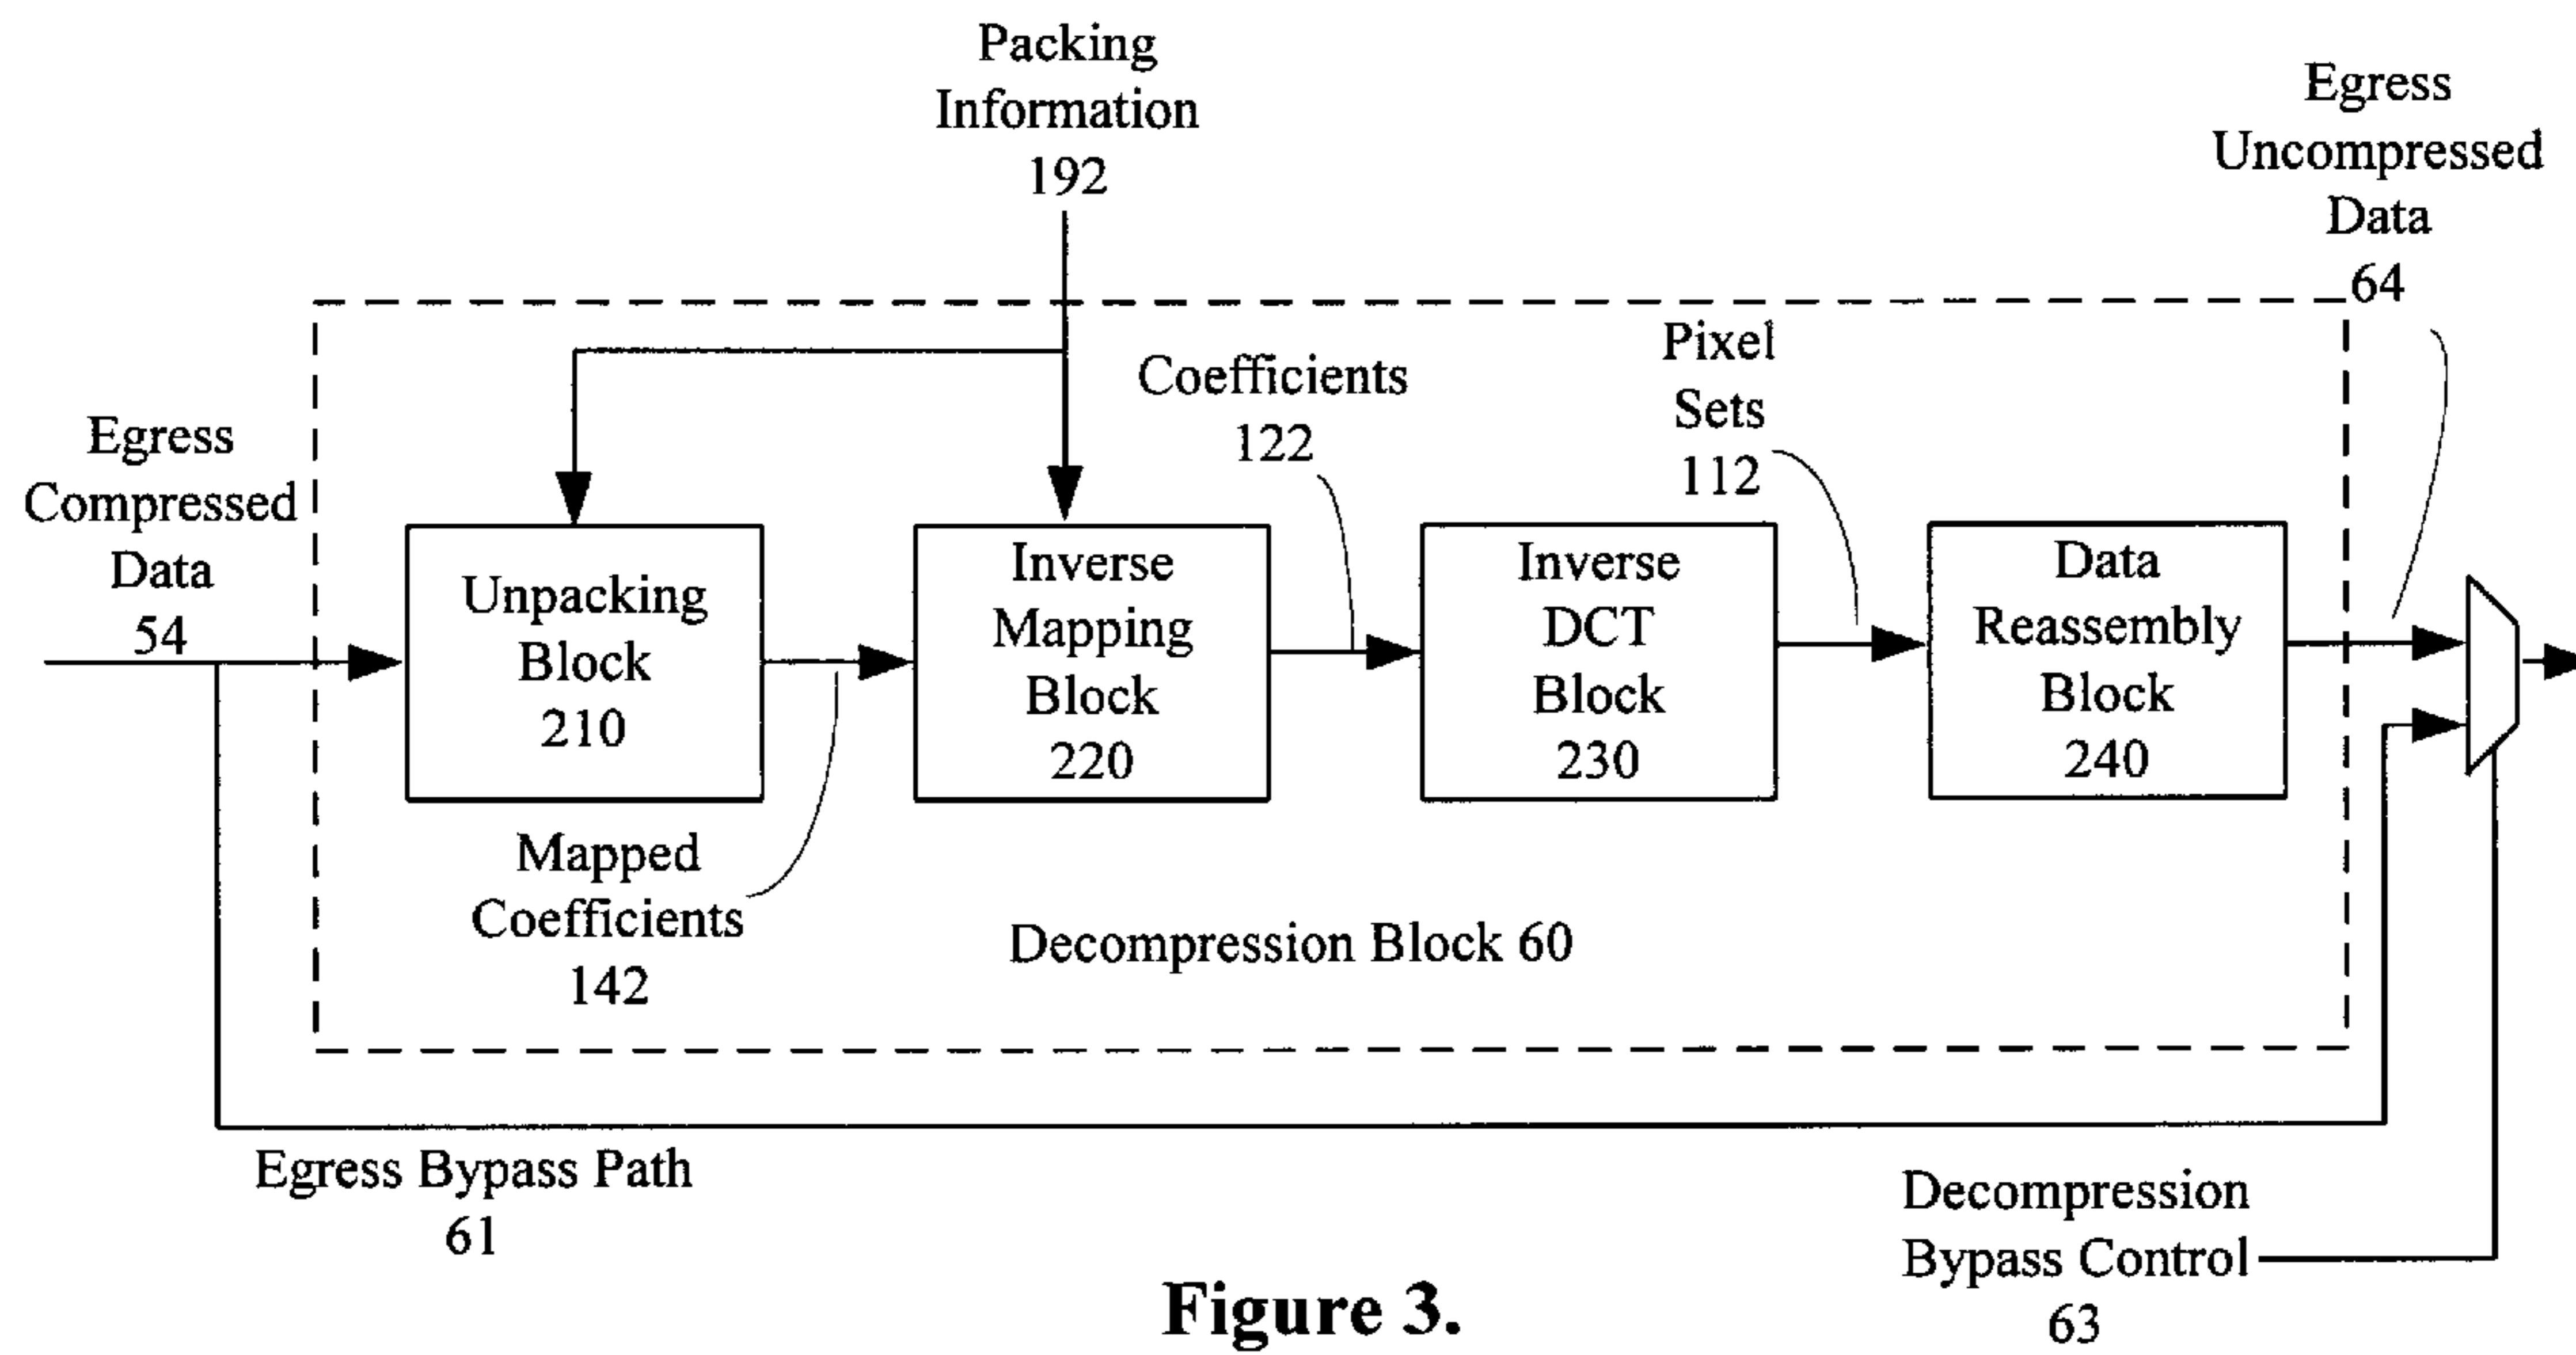 Packing
Information
192
Egress
Uncompressed
Data
64
Egress
Compressed
Data
54
Coefficients
122
Pixel
Sets
112
Unpacking
Block
210
Inverse
Mapping
Block
220
Inverse
DCT
Block
230
Data
Reassembly
Block
240
Mapped
Coefficients
142
Decompression Block 60
Egress Bypass Path
61
Decompression
Bypass Control
63
Figure 3.